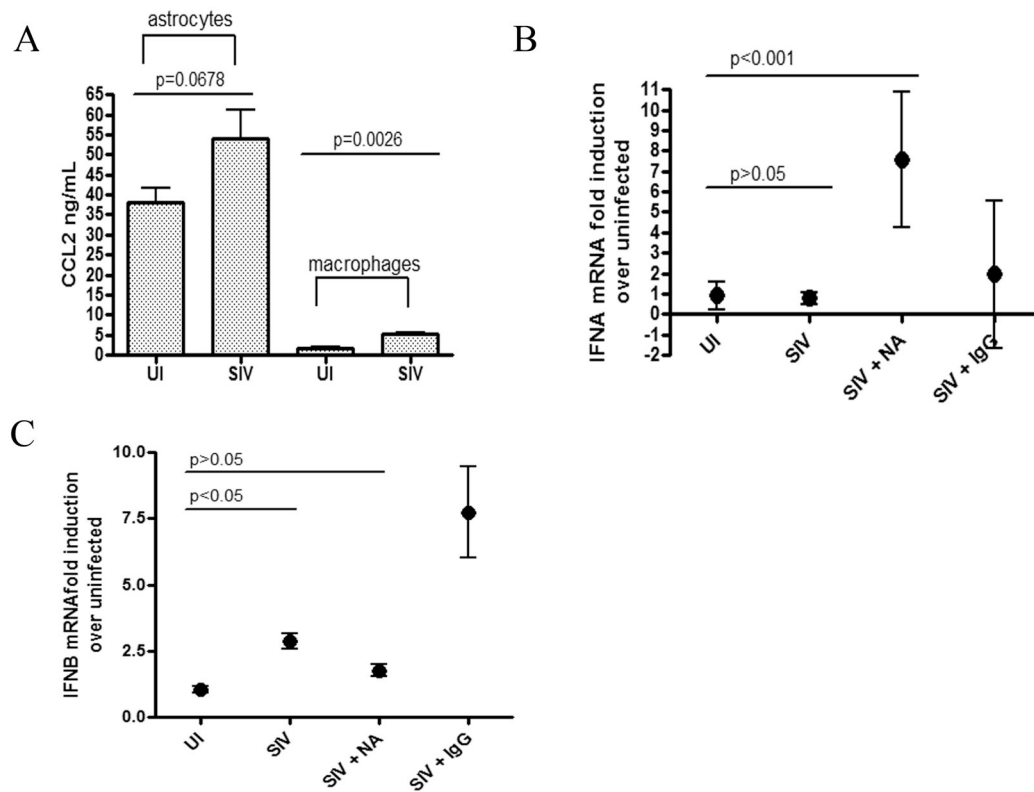 A
astrocytes
p=0.0678
65
60
55
50
45
40
35
30
25
20
15
10
5
0
CCL2 ng/mL
p=0.0026
macrophages
UI
SIV
UI
SIV
B
p<0.001
p>0.05
11
10
9
8
7
6
5
4
3
2
1
0
-1
-2
IFNA mRNA fold induction
over uninfected
UI
SIV
SIV + NA
SIV + IgG
C
p>0.05
p<0.05
10.0
7.5
5.0
2.5
0.0
IFNB mRNAfold induction
over uninfected
UI
SIV
SIV + NA
SIV + IgG